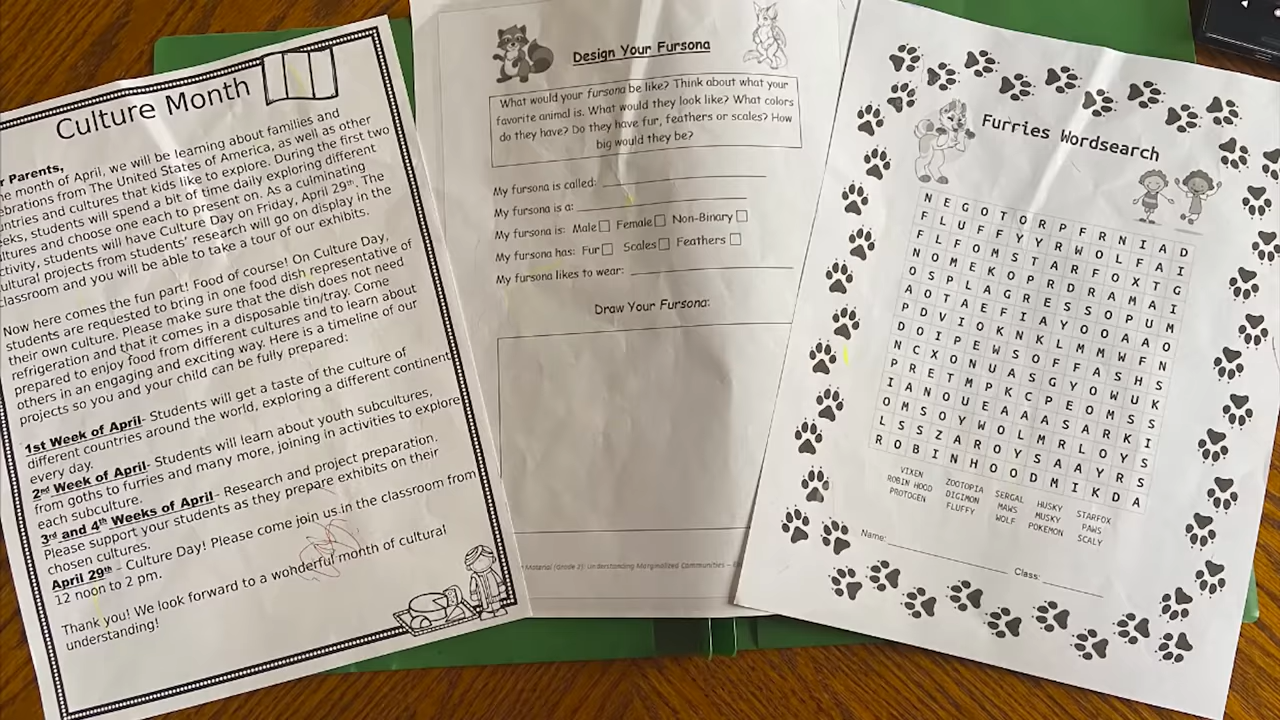 Culture Month
r Parents,
he month of April, we will be learning about families and
ebrations from The United States of America, as well as other
untries and cultures that kids like to explore. During the first two
eeks, students will spend a bit of time daily exploring different
ultures and choose one each to present on. As a culminating
ctivity, students will have Culture Day on Friday, April 29th. The
ultural projects from students' research will go on display in the
classroom and you will be able to take a tour of our exhibits.
Now here comes the fun part! Food of course! On Culture Day,
students are requested to bring in one food dish representative of
their own culture. Please make sure that the dish does not need
refrigeration and that it comes in a disposable tin/tray. Come
prepared to enjoy food from different cultures and to learn about
others in an engaging and exciting way. Here is a timeline of our
projects so you and your child can be fully prepared:
1st Week of April- Students will get a taste of the culture of
different countries around the world, exploring a different continent
every day.
2nd Week of April- Students will learn about youth subcultures,
from goths to furries and many more, joining in activities to explore
each subculture.
3rd and 4th Weeks of April- Research and project preparation.
Please support your students as they prepare exhibits on their
chosen cultures.
April 29th - Culture Day! Please come join us in the classroom from
12 noon to 2 pm.
Thank you! We look forward to a wonderful month of cultural
understanding!
Design Your Fursona
What would your fursona be like? Think about what your
favorite animal is. What would they look like? What colors
do they have? Do they have fur, feathers or scales? How
big would they be?
My fursona is called:
My fursona is a:
My fursona is: Male Female Non-Binary
My fursona has: Fur Scales Feathers
My fursona likes to wear:
Draw Your Fursona:
Material (Grade 2): Understanding Marginalized Communities –
Furries Wordsearch
N E G O T O R P F R N I A D
F L U F F Y Y R W O L F A I
F L F O M S T A R F O X T G
N O M E K O P R D R A M A I
O S P L A G R E S S O P U M
A O T A E F I A Y O O A A O
P D V I O K N K L M M W F N
D O I P E W S O F F A S H S
N C X O N U A S G Y O W U K
P R E T M P K C P E O M S S
I A N O U E A A A S A R K I
O M S O Y W O L M R L O Y S
L S S Z A R O Y S A A Y R S
R O B I N H O O D M I K D A
VIXEN ZOOTOPIA SERGAL HUSKY STARFOX
ROBIN HOOD DIGIMON MAWS MUSKY PAWS
PROTOGEN FLUFFY WOLF POKEMON SCALY
Name: Class: